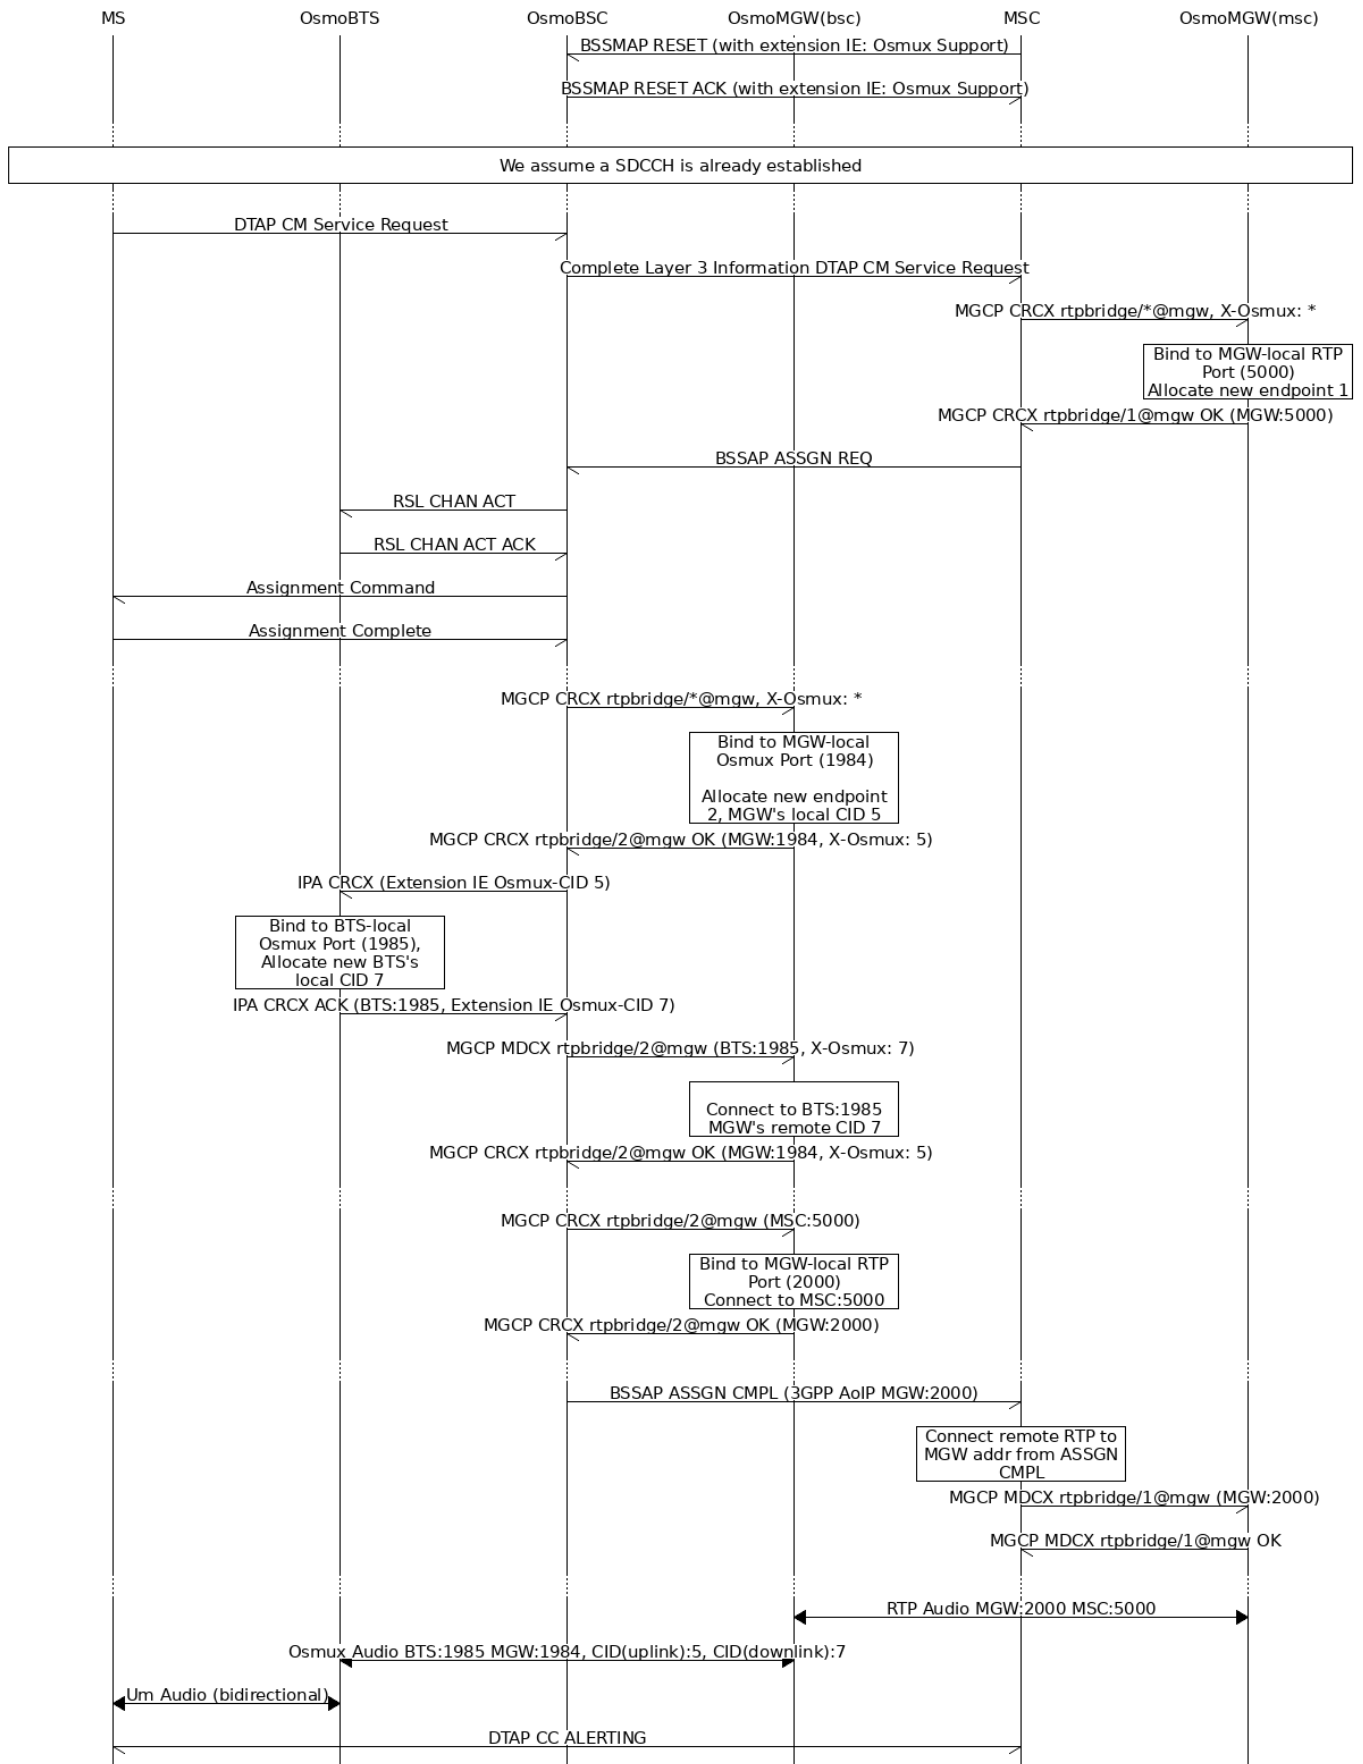 MS OsmoBTS OsmoBSC OsmoMGW(bsc) MSC OsmoMGW(msc)
BSSMAP RESET (with extension IE: Osmux Support)
BSSMAP RESET ACK (with extension IE: Osmux Support)
We assume a SDCCH is already established
DTAP CM Service Request
Complete Layer 3 Information DTAP CM Service Request
MGCP CRCX rtpbridge/*@mgw, X-Osmux: *
Bind to MGW-local RTP
Port (5000)
Allocate new endpoint 1
MGCP CRCX rtpbridge/1@mgw OK (MGW:5000)
BSSAP ASSGN REQ
RSL CHAN ACT
RSL CHAN ACT ACK
Assignment Command
Assignment Complete
MGCP CRCX rtpbridge/*@mgw, X-Osmux: *
Bind to MGW-local
Osmux Port (1984)
Allocate new endpoint
2, MGW's local CID 5
MGCP CRCX rtpbridge/2@mgw OK (MGW:1984, X-Osmux: 5)
IPA CRCX (Extension IE Osmux-CID 5)
Bind to BTS-local
Osmux Port (1985),
Allocate new BTS's
local CID 7
IPA CRCX ACK (BTS:1985, Extension IE Osmux-CID 7)
MGCP MDCX rtpbridge/2@mgw (BTS:1985, X-Osmux: 7)
Connect to BTS:1985
MGW's remote CID 7
MGCP CRCX rtpbridge/2@mgw OK (MGW:1984, X-Osmux: 5)
MGCP CRCX rtpbridge/2@mgw (MSC:5000)
Bind to MGW-local RTP
Port (2000)
Connect to MSC:5000
MGCP CRCX rtpbridge/2@mgw OK (MGW:2000)
BSSAP ASSGN CMPL (3GPP AoIP MGW:2000)
Connect remote RTP to
MGW addr from ASSGN
CMPL
MGCP MDCX rtpbridge/1@mgw (MGW:2000)
MGCP MDCX rtpbridge/1@mgw OK
RTP Audio MGW:2000 MSC:5000
Osmux Audio BTS:1985 MGW:1984, CID(uplink):5, CID(downlink):7
Um Audio (bidirectional)
DTAP CC ALERTING